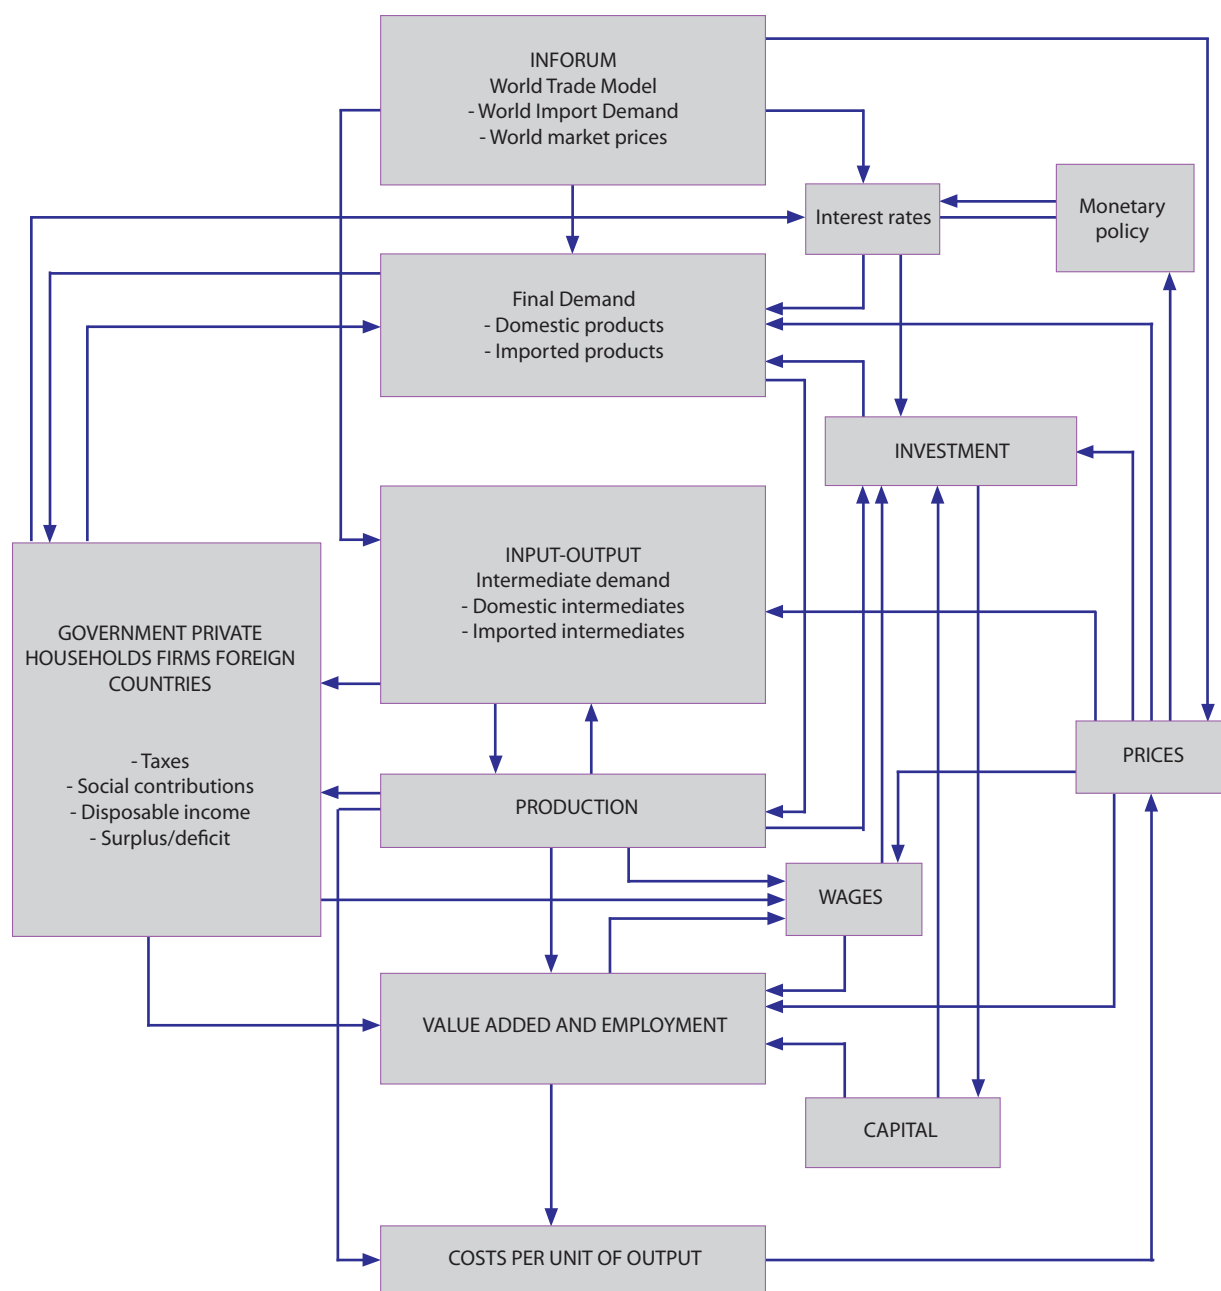 INFORUM
World Trade Model
- World Import Demand
- World market prices
Interest rates
Monetary
policy
Final Demand
- Domestic products
- Imported products
INVESTMENT
INPUT-OUTPUT
Intermediate demand
- Domestic intermediates
- Imported intermediates
GOVERNMENT PRIVATE
HOUSEHOLDS FIRMS FOREIGN
COUNTRIES
- Taxes
- Social contributions
- Disposable income
- Surplus/deficit
PRICES
PRODUCTION
WAGES
VALUE ADDED AND EMPLOYMENT
CAPITAL
COSTS PER UNIT OF OUTPUT